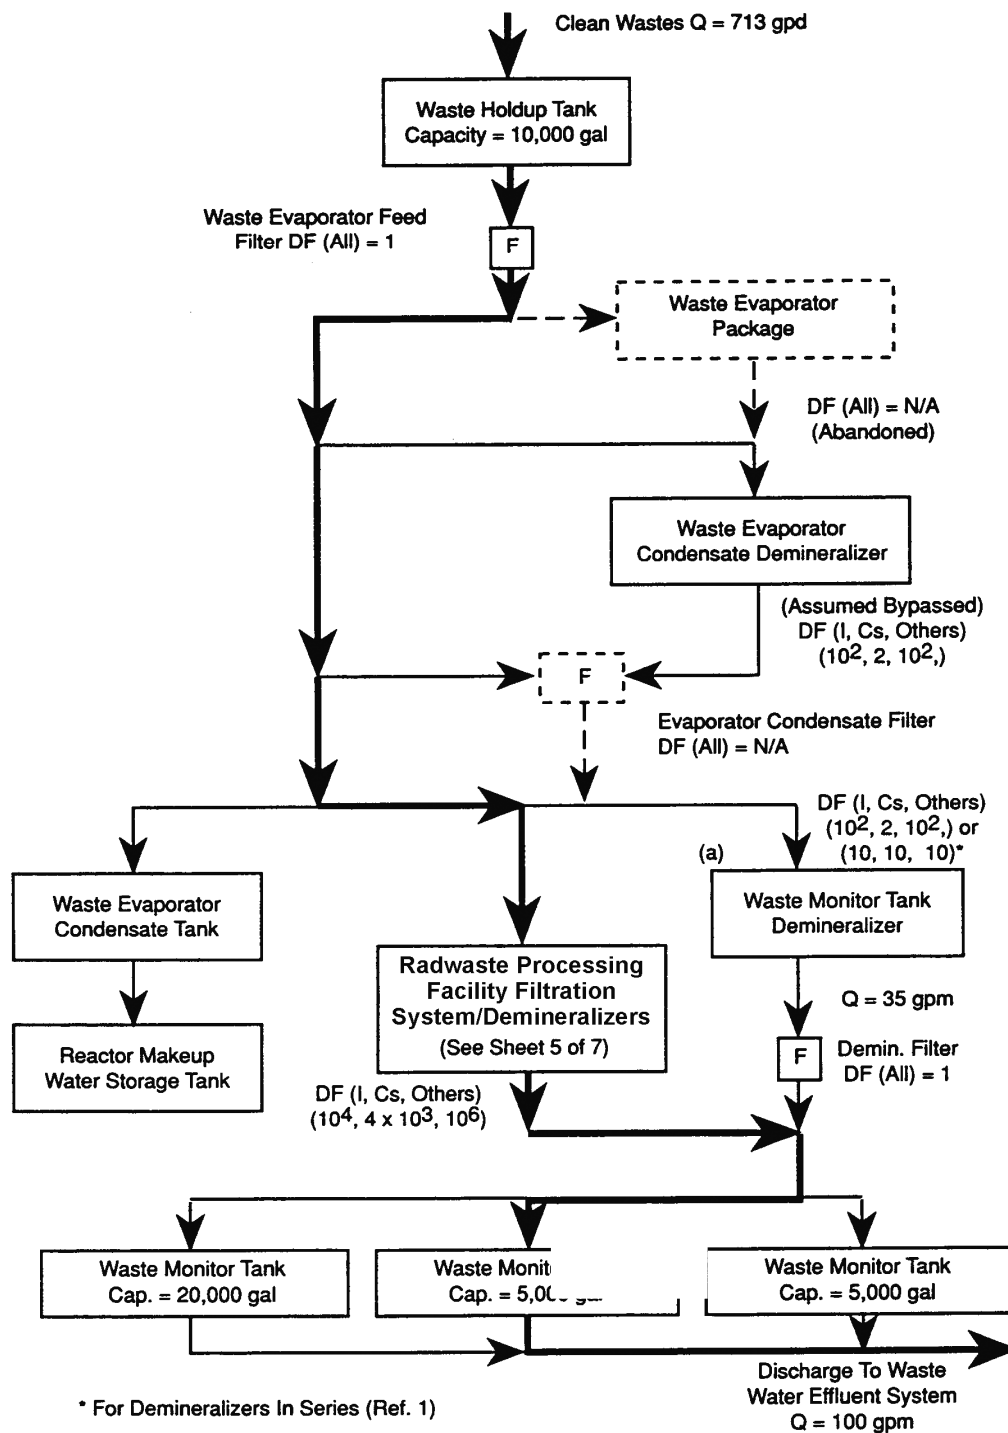 Clean Wastes Q = 713 gpd
Waste Holdup Tank
Capacity = 10,000 gal
Waste Evaporator Feed
Filter DF (All) = 1
F
Waste Evaporator
Package
DF (All) = N/A
(Abandoned)
Waste Evaporator
Condensate Demineralizer
(Assumed Bypassed)
DF (I, Cs, Others)
(10², 2, 10²,)
F
Evaporator Condensate Filter
DF (All) = N/A
DF (I, Cs, Others)
(10², 2, 10²,) or
(10, 10, 10)*
(a)
Waste Evaporator
Condensate Tank
Waste Monitor Tank
Demineralizer
Radwaste Processing
Facility Filtration
System/Demineralizers
(See Sheet 5 of 7)
Q = 35 gpm
Reactor Makeup
Water Storage Tank
F
Demin. Filter
DF (All) = 1
DF (I, Cs, Others)
(10⁴, 4 x 10³, 10⁶)
Waste Monitor Tank
Cap. = 20,000 gal
Waste
Cap. =
Waste Monitor Tank
Cap. = 5,000 gal
Discharge To Waste
Water Effluent System
Q = 100 gpm
* For Demineralizers In Series (Ref. 1)